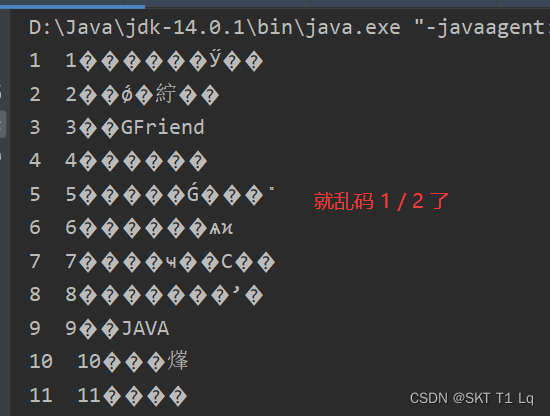 D:\Java\jdk-14.0.1\bin\java.exe "-javaagent:
1 1������Ӳ��
2 2��ǿ�紵��
3 3��GFriend
4 4������
5 5�����Ǵ���˟
就乱码 1 / 2 了
6 6������ѧϰ
7 7����ҹ��C��
8 8�������ʼ�
9 9��JAVA
10 10���㸾
11 11����
CSDN @SKT T1 Lq